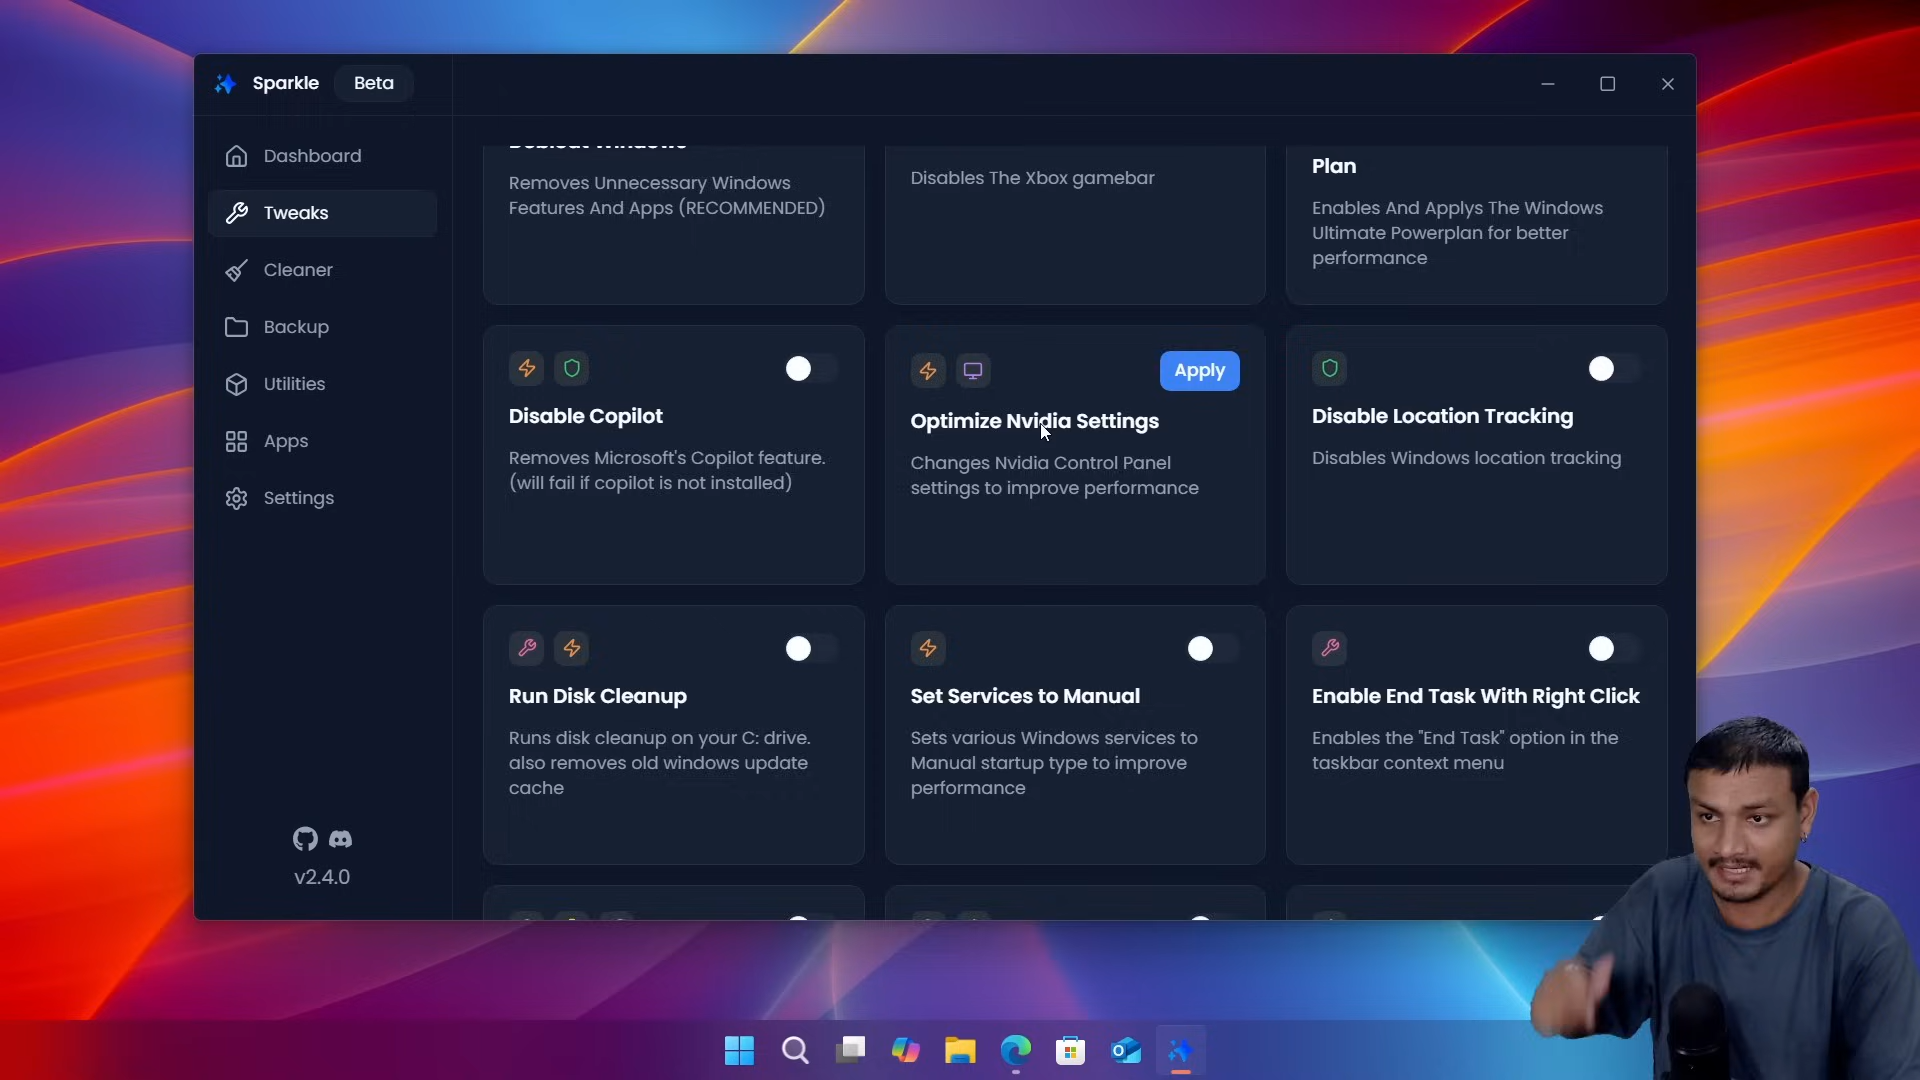 Sparkle Beta
Dashboard
Tweaks
Cleaner
Backup
Utilities
Apps
Settings
v2.4.0
Debloat Windows
Removes Unnecessary Windows
Features And Apps (RECOMMENDED)
Disables The Xbox gamebar
Plan
Enables And Applys The Windows
Ultimate Powerplan for better
performance
Disable Copilot
Removes Microsoft's Copilot feature.
(will fail if copilot is not installed)
Apply
Optimize Nvidia Settings
Changes Nvidia Control Panel
settings to improve performance
Disable Location Tracking
Disables Windows location tracking
Run Disk Cleanup
Runs disk cleanup on your C: drive.
also removes old windows update
cache
Set Services to Manual
Sets various Windows services to
Manual startup type to improve
performance
Enable End Task With Right Click
Enables the "End Task" option in the
taskbar context menu